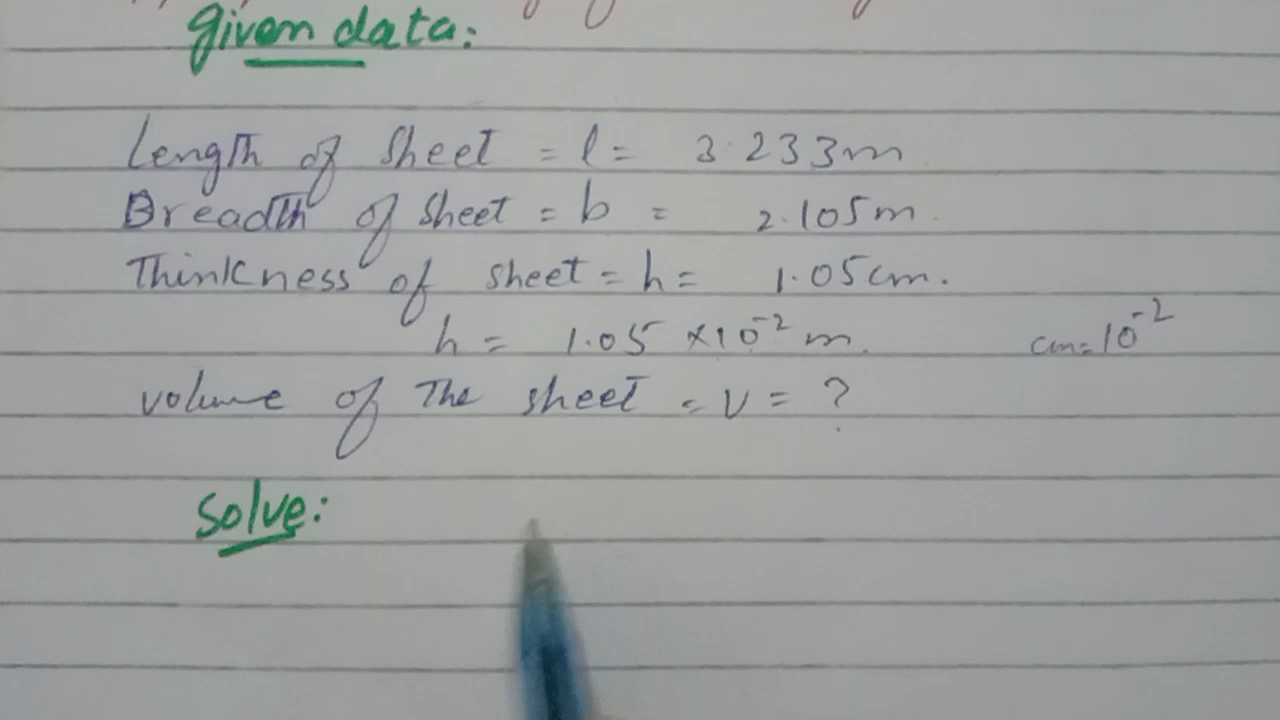 given data:
Length of sheet = l = 3.233m
Breadth of sheet = b = 2.105m.
Thinkness of sheet = h = 1.05cm.
h = 1.05 ×10⁻² m. cm=10⁻²
volume of The sheet = V = ?
Solve: